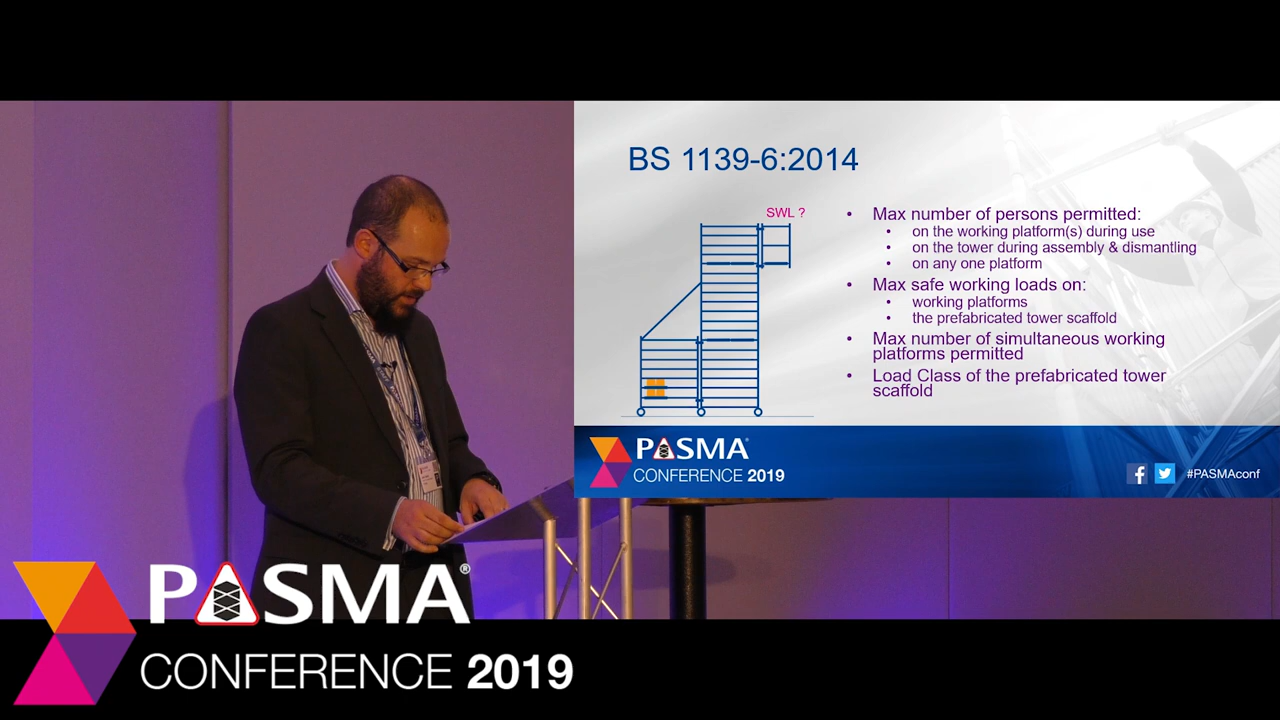 BS 1139-6:2014
SWL ?
• Max number of persons permitted:
• on the working platform(s) during use
• on the tower during assembly & dismantling
• on any one platform
• Max safe working loads on:
• working platforms
• the prefabricated tower scaffold
• Max number of simultaneous working
platforms permitted
• Load Class of the prefabricated tower
scaffold
PASMA®
CONFERENCE 2019
#PASMAconf
PASMA®
CONFERENCE 2019